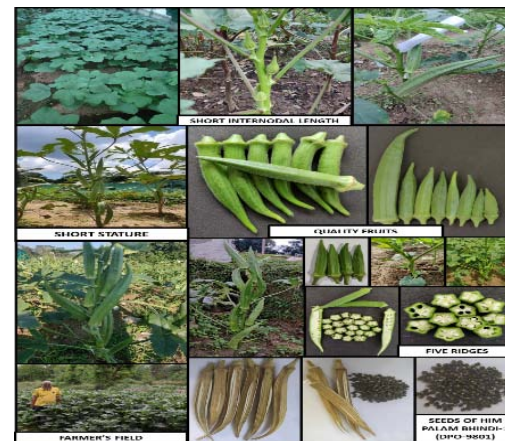 SHORT INTERNODAL LENGTH
SHORT STATURE
QUALITY FRUITS
FIVE RIDGES
FARMER'S FIELD
SEEDS OF HIM
PALAM BHINDI-
(DPO-9801)